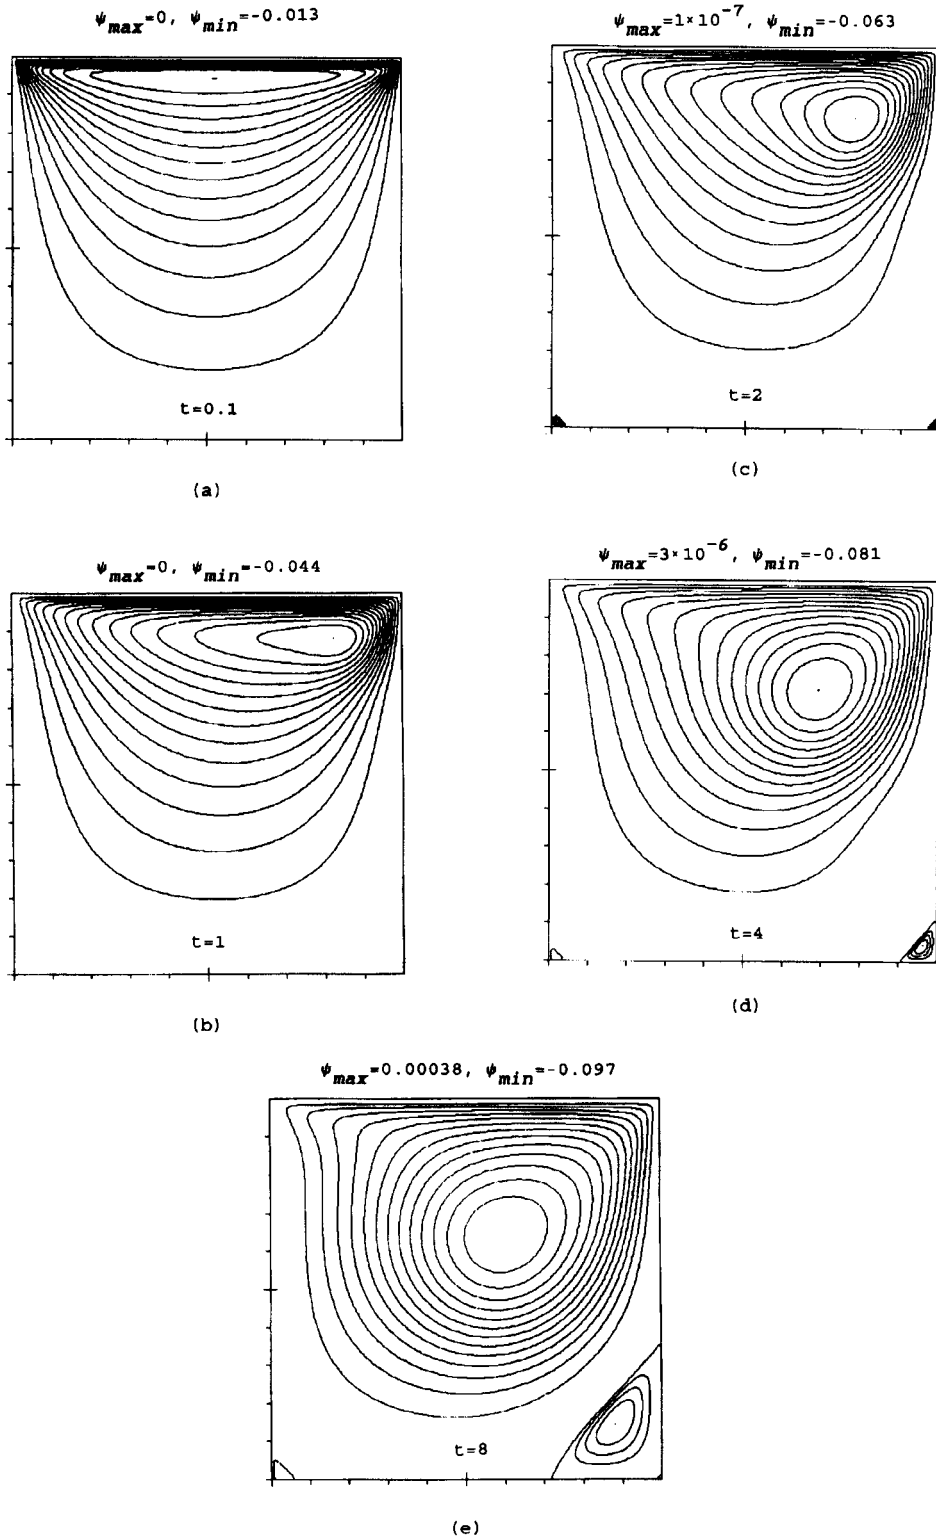 ψmax=0, ψmin=-0.013
t=0.1
(a)
ψmax=0, ψmin=-0.044
t=1
(b)
ψmax=1×10⁻⁷, ψmin=-0.063
t=2
(c)
ψmax=3×10⁻⁶, ψmin=-0.081
t=4
(d)
ψmax=0.00038, ψmin=-0.097
t=8
(e)